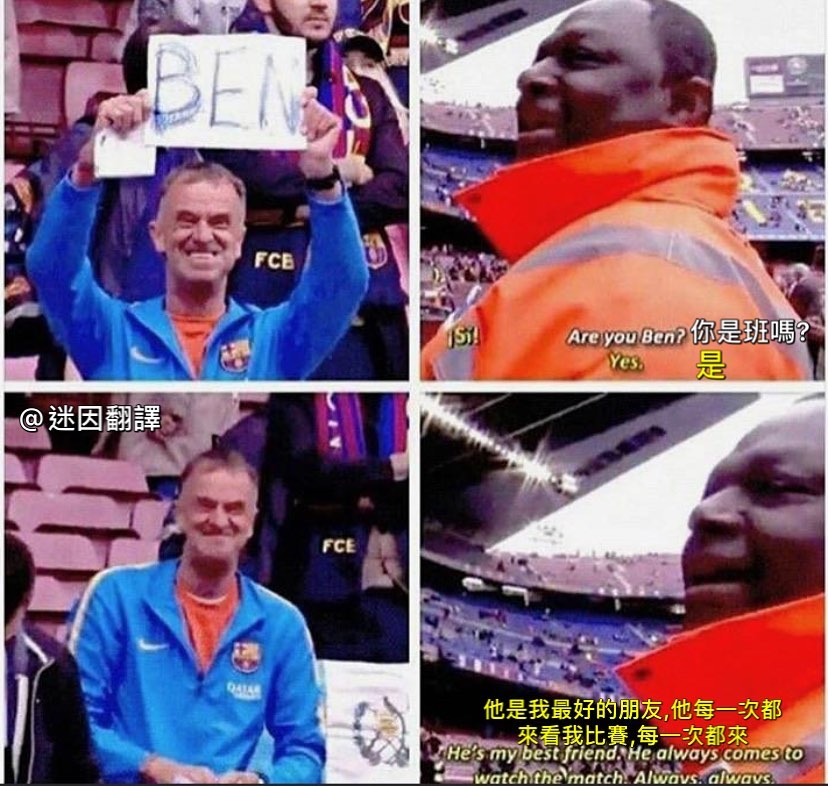 BEN
FCB
¡Sí!
Are you Ben? 你是班嗎?
Yes. 是
@迷因翻譯
FCE
QATAR
他是我最好的朋友,他每一次都
來看我比賽,每一次都來
He's my best friend. He always comes to
watch the match. Always, always.